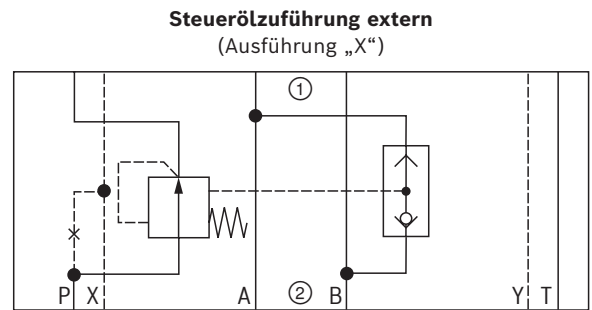 Steuerölzuführung extern
(Ausführung „X“)
①
P X A ② B Y T